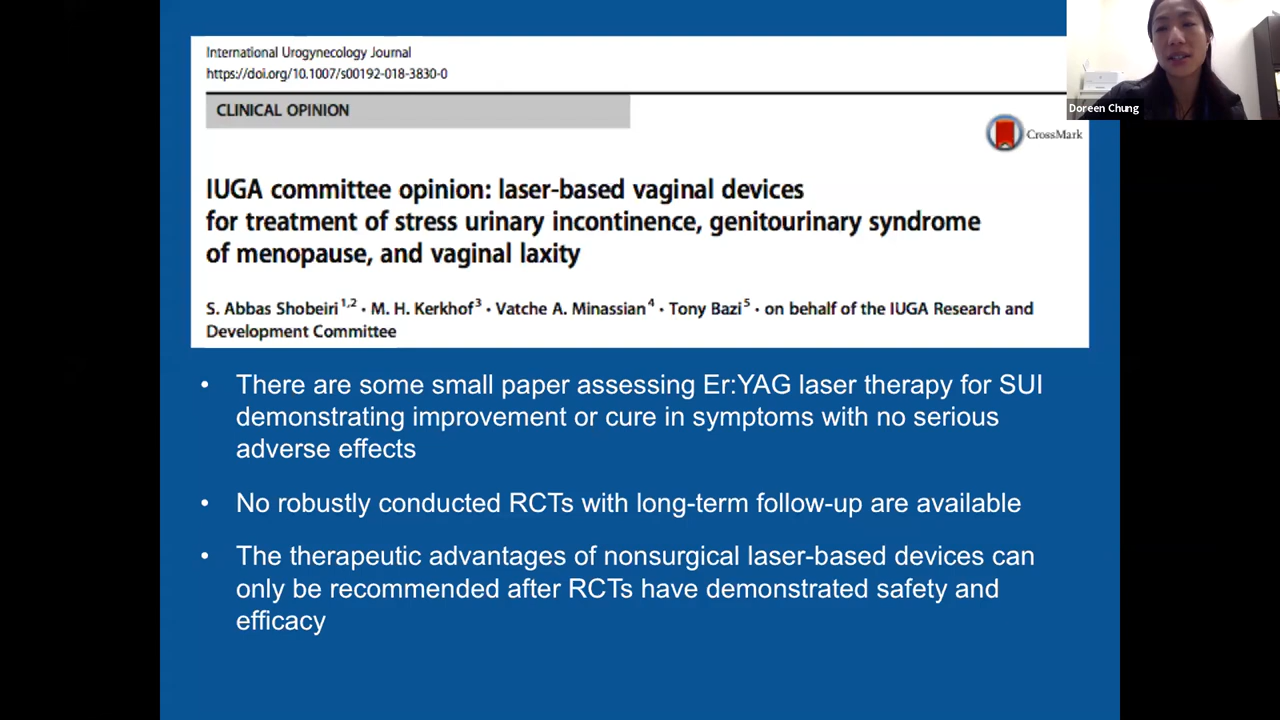 International Urogynecology Journal
https://doi.org/10.1007/s00192-018-3830-0
CLINICAL OPINION
CrossMark
Doreen Chung
IUGA committee opinion: laser-based vaginal devices
for treatment of stress urinary incontinence, genitourinary syndrome
of menopause, and vaginal laxity
S. Abbas Shobeiri 1,2 · M. H. Kerkhof 3 · Vatche A. Minassian 4 · Tony Bazi 5 · on behalf of the IUGA Research and
Development Committee
• There are some small paper assessing Er:YAG laser therapy for SUI
demonstrating improvement or cure in symptoms with no serious
adverse effects
• No robustly conducted RCTs with long-term follow-up are available
• The therapeutic advantages of nonsurgical laser-based devices can
only be recommended after RCTs have demonstrated safety and
efficacy